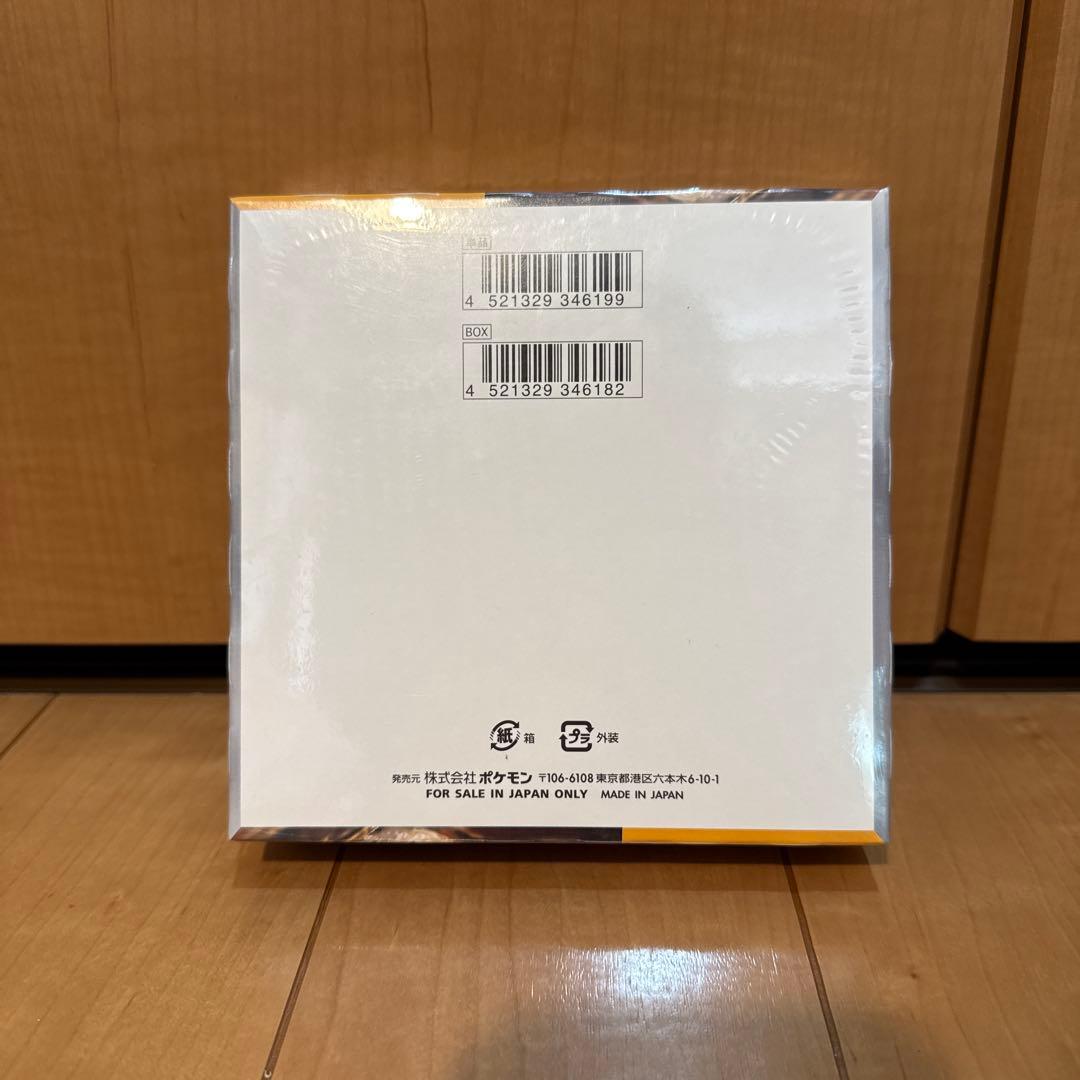 単品
4 521329 346199
BOX
4 521329 346182
紙 箱 プラ 外装
発売元 株式会社 ポケモン 〒106-6108 東京都港区六本木6-10-1
FOR SALE IN JAPAN ONLY MADE IN JAPAN